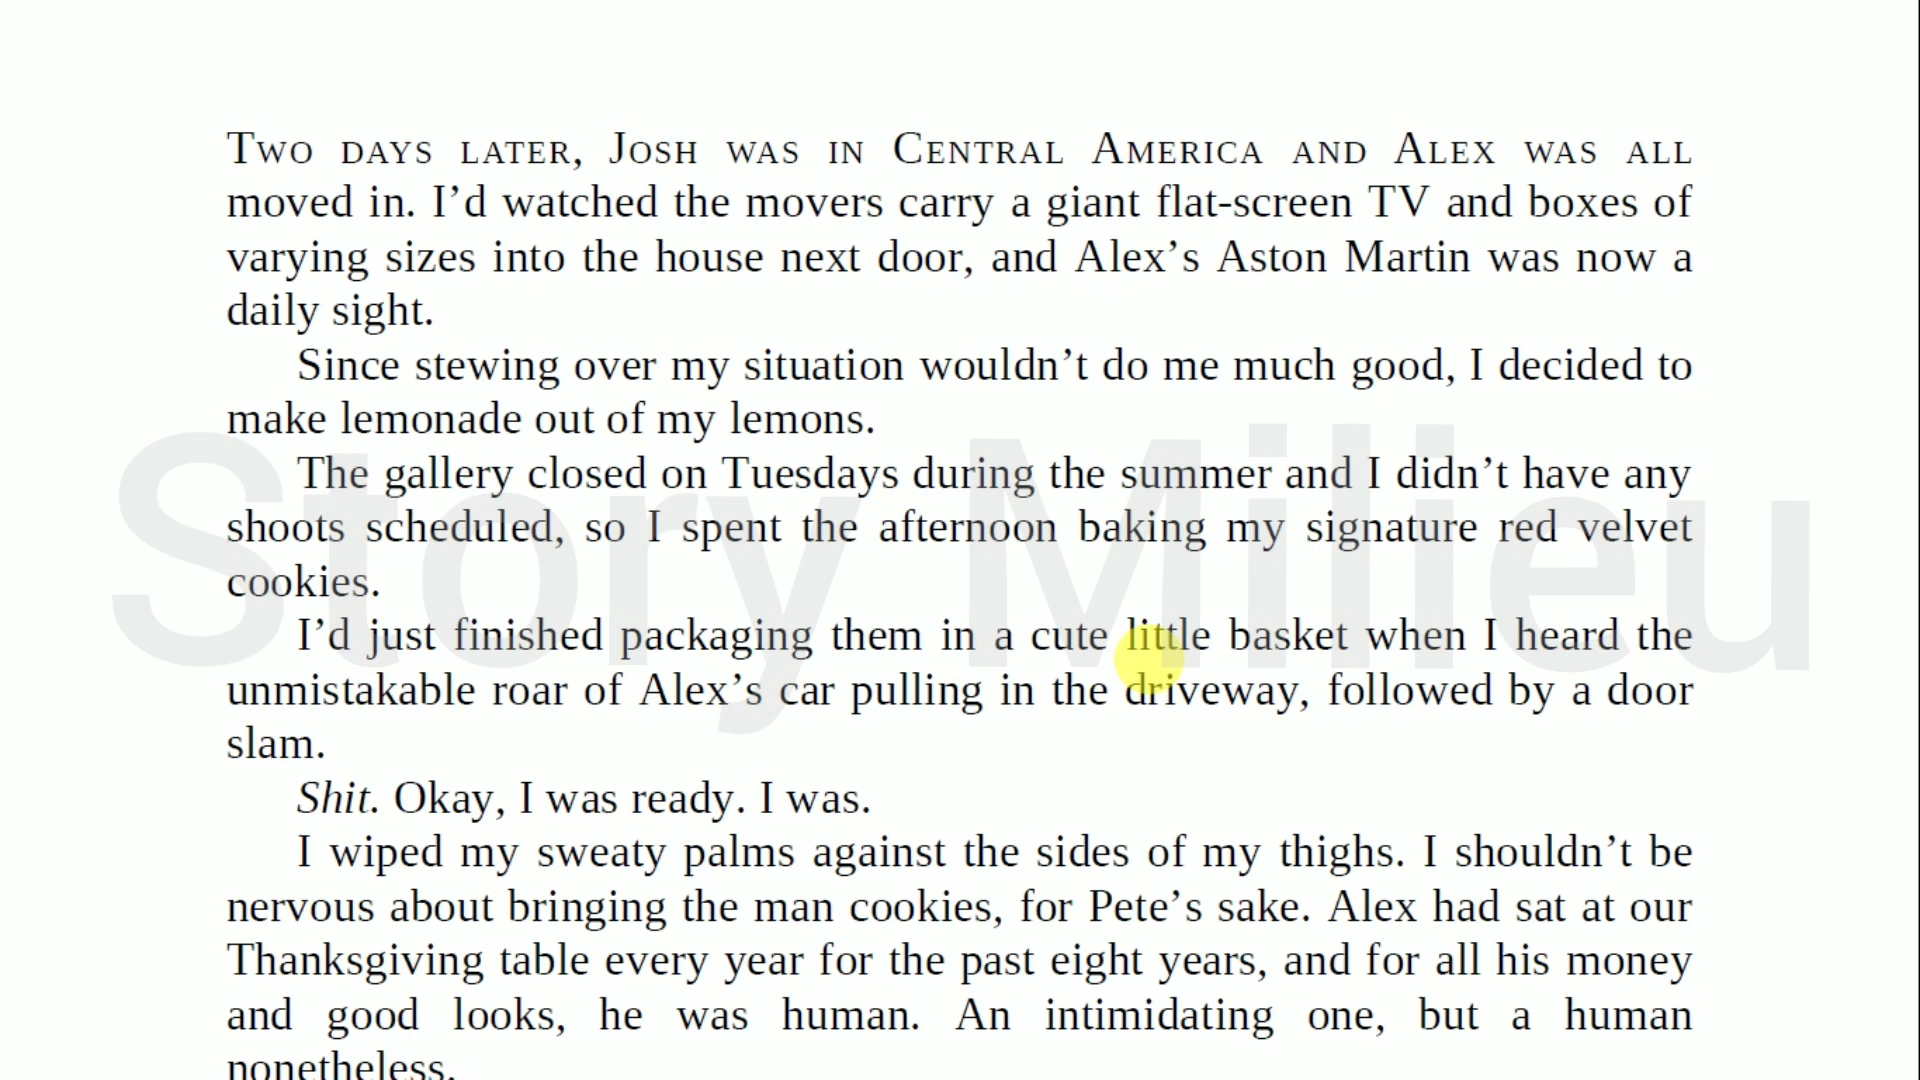 Two days later, Josh was in Central America and Alex was all
moved in. I’d watched the movers carry a giant flat-screen TV and boxes of
varying sizes into the house next door, and Alex’s Aston Martin was now a
daily sight.
Since stewing over my situation wouldn’t do me much good, I decided to
make lemonade out of my lemons.
The gallery closed on Tuesdays during the summer and I didn’t have any
shoots scheduled, so I spent the afternoon baking my signature red velvet
cookies.
I’d just finished packaging them in a cute little basket when I heard the
unmistakable roar of Alex’s car pulling in the driveway, followed by a door
slam.
Shit. Okay, I was ready. I was.
I wiped my sweaty palms against the sides of my thighs. I shouldn’t be
nervous about bringing the man cookies, for Pete’s sake. Alex had sat at our
Thanksgiving table every year for the past eight years, and for all his money
and good looks, he was human. An intimidating one, but a human
nonetheless.
Story Milieu